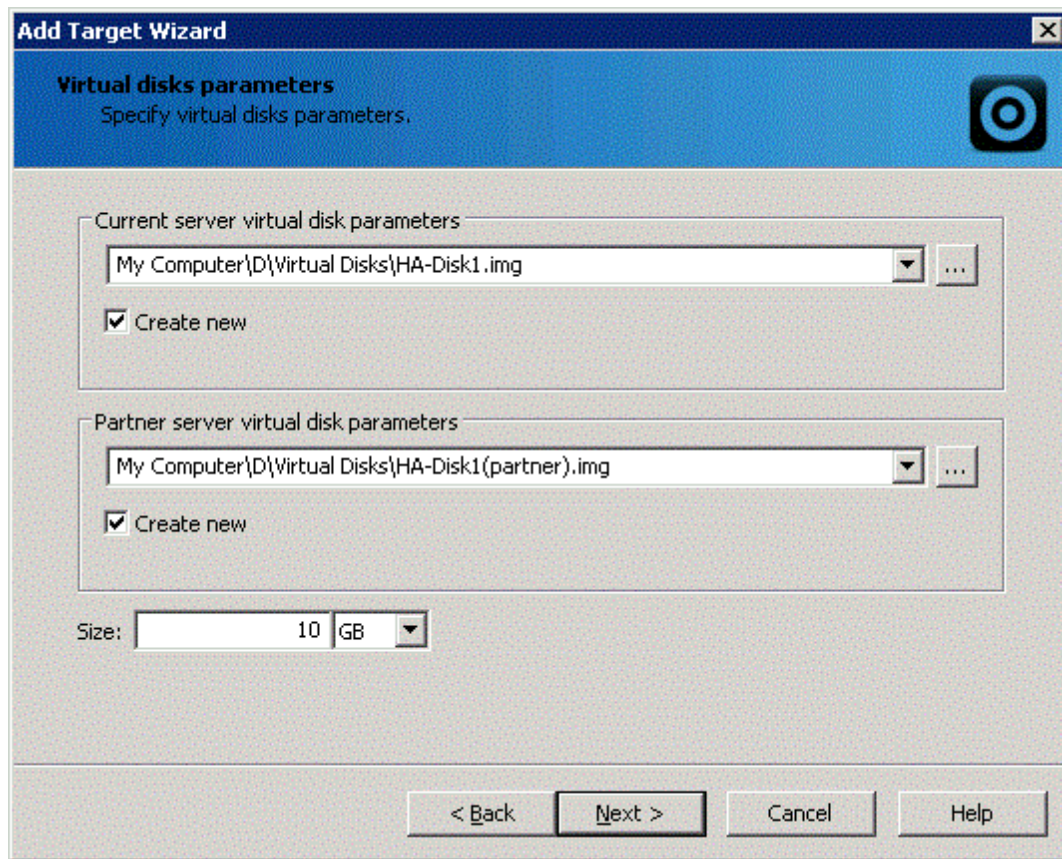 Add Target Wizard
Virtual disks parameters
Specify virtual disks parameters.
Current server virtual disk parameters
My Computer\D\Virtual Disks\HA-Disk1.img
...
Create new
Partner server virtual disk parameters
My Computer\D\Virtual Disks\HA-Disk1(partner).img
...
Create new
Size: 10 GB
< Back Next > Cancel Help